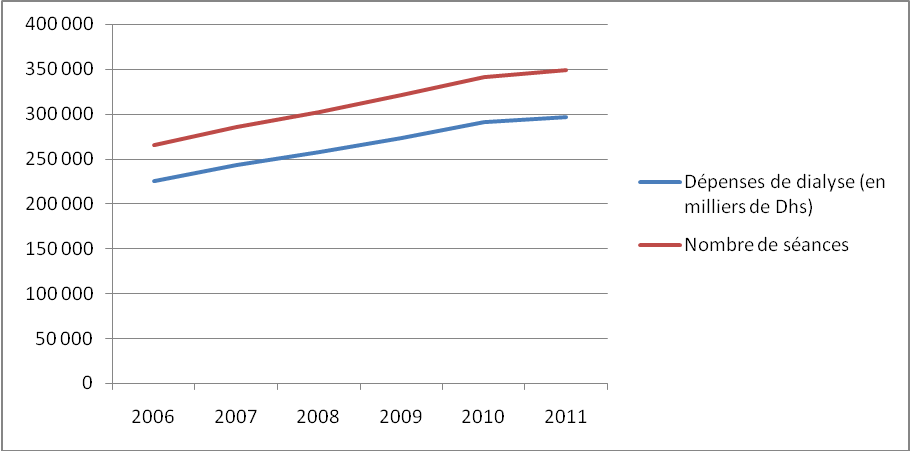 400 000
350 000
300 000
250 000
200 000
150 000
100 000
50 000
0
2006 2007 2008 2009 2010 2011
Dépenses de dialyse (en
milliers de Dhs)
Nombre de séances